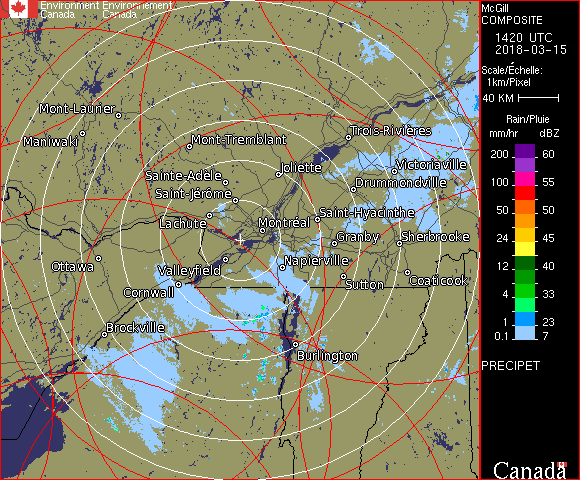 Environment Environnement
Canada Canada
McGill
COMPOSITE
1420 UTC
2018-03-15
Scale/Échelle:
1km/Pixel
40 KM
Rain/Pluie
mm/hr dBZ
200 60
100 55
50 50
24 45
12 40
4 33
1 23
0.1 7
PRECIPET
Canada
Mont-Laurier
Maniwaki
Mont-Tremblant
Trois-Rivières
Sainte-Adèle
Joliette
Victoriaville
Saint-Jérôme
Drummondville
Lachute
Montréal
Saint-Hyacinthe
Granby
Sherbrooke
Ottawa
Valleyfield
Napierville
Cornwall
Sutton
Coaticook
Brockville
Burlington